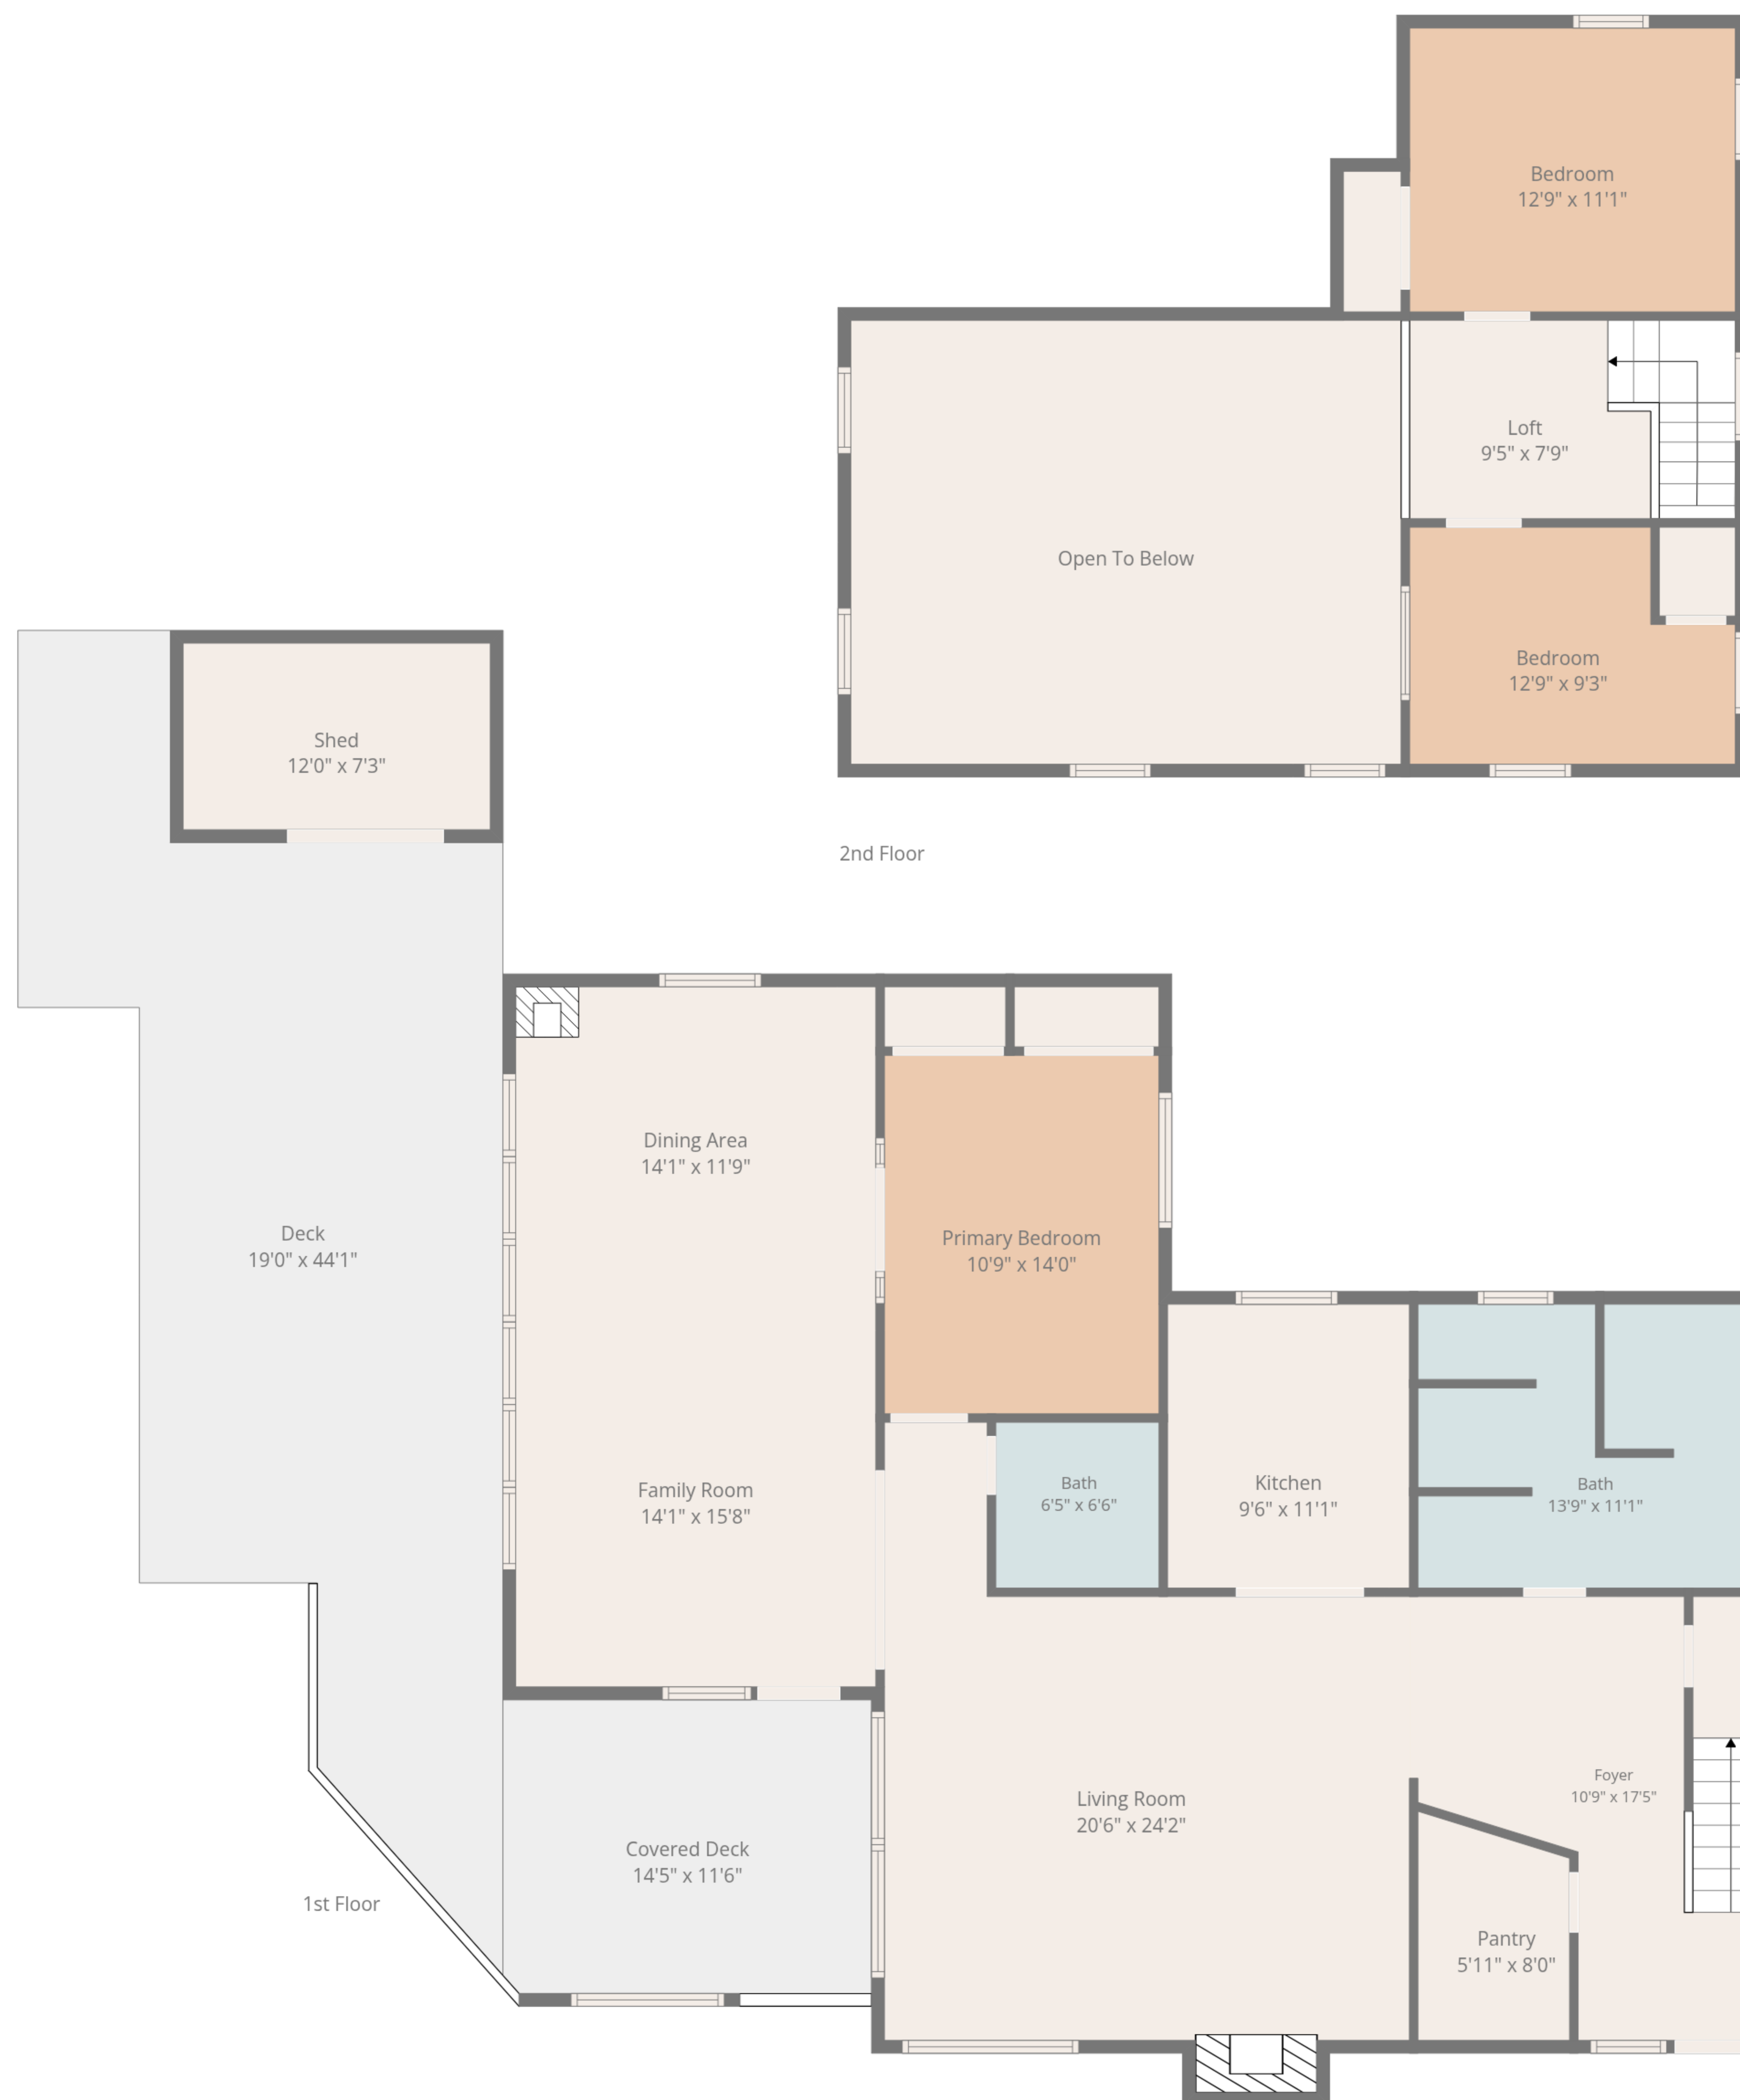 Bedroom
12'9" x 11'1"
Loft
9'5" x 7'9"
Open To Below
Bedroom
12'9" x 9'3"
Shed
12'0" x 7'3"
2nd Floor
Dining Area
14'1" x 11'9"
Deck
19'0" x 44'1"
Primary Bedroom
10'9" x 14'0"
Family Room
14'1" x 15'8"
Bath
6'5" x 6'6"
Kitchen
9'6" x 11'1"
Bath
13'9" x 11'1"
Foyer
10'9" x 17'5"
Living Room
20'6" x 24'2"
Covered Deck
14'5" x 11'6"
1st Floor
Pantry
5'11" x 8'0"